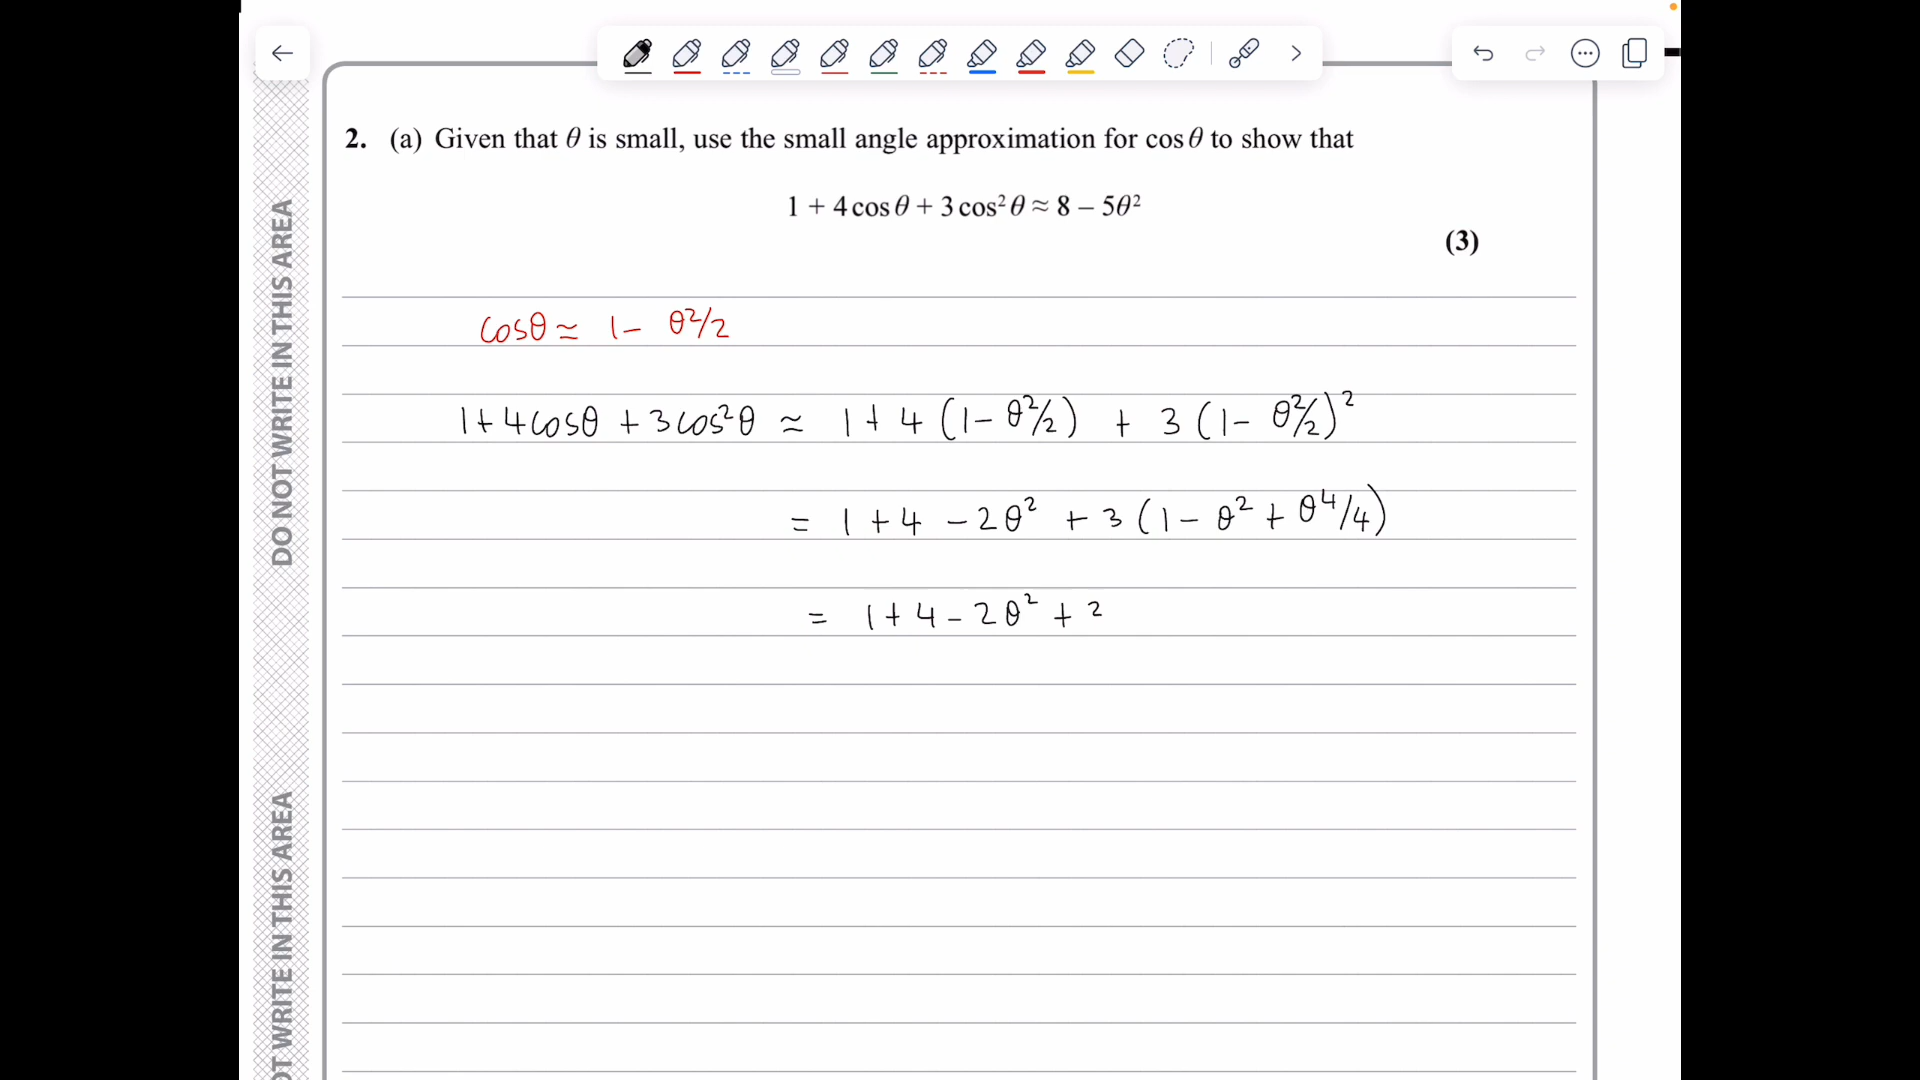 2. (a) Given that θ is small, use the small angle approximation for cos θ to show that
1 + 4 cos θ + 3 cos² θ ≈ 8 – 5θ²
(3)
cosθ ≈ 1 - θ²/2
1+4cosθ +3cos²θ ≈ 1 + 4 (1- θ²/2) + 3 (1- θ²/2)²
= 1 + 4 - 2θ² + 3 (1 - θ² + θ⁴/4)
= 1 + 4 - 2θ² + 2
DO NOT WRITE IN THIS AREA
OT WRITE IN THIS AREA